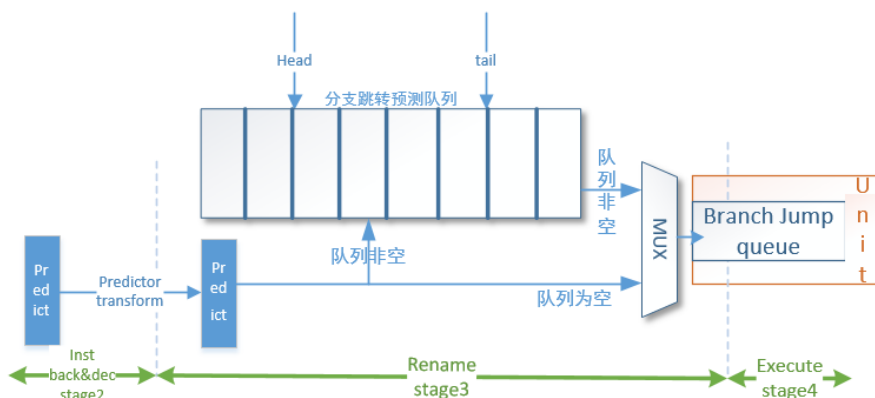 Head
tail
分支跳转预测队列
队列非空
MUX
Unit
Branch Jump
queue
Pr
ed
ict
Predictor
transform
Pr
ed
ict
队列非空
队列为空
Inst
back&dec
stage2
Rename
stage3
Execute
stage4